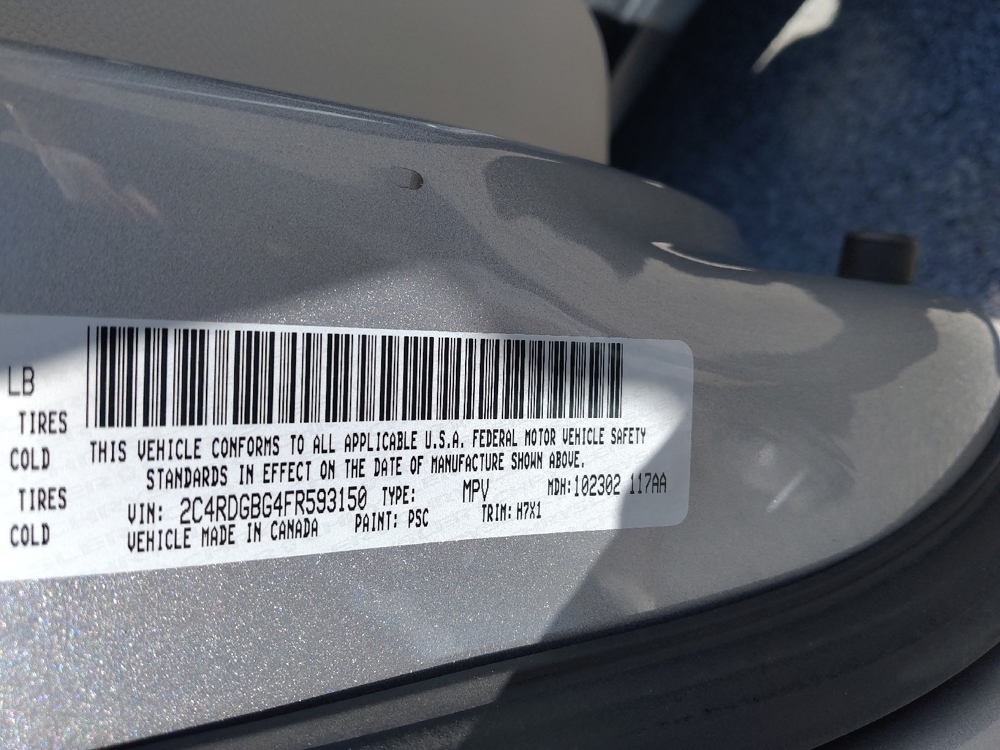 LB
TIRES
COLD
TIRES
COLD
THIS VEHICLE CONFORMS TO ALL APPLICABLE U.S.A. FEDERAL MOTOR VEHICLE SAFETY
STANDARDS IN EFFECT ON THE DATE OF MANUFACTURE SHOWN ABOVE.
VIN: 2C4RDGBG4FR593150 TYPE: MPV MDH:102302 117AA
VEHICLE MADE IN CANADA PAINT: PSC TRIM: H7X1